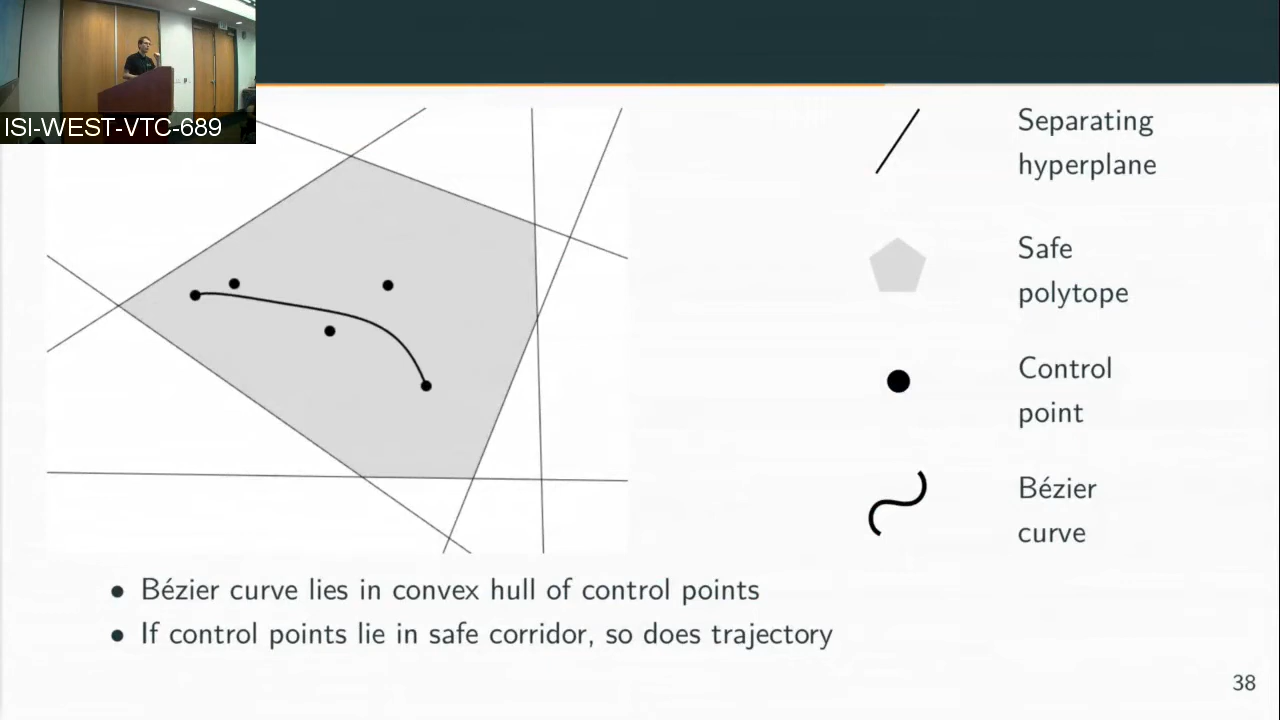 ISI-WEST-VTC-689
Separating
hyperplane
Safe
polytope
Control
point
Bézier
curve
• Bézier curve lies in convex hull of control points
• If control points lie in safe corridor, so does trajectory
38